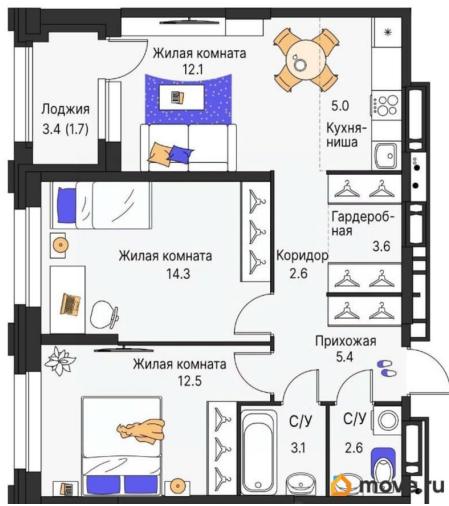 Жилая комната
12.1
Лоджия
3.4 (1.7)
5.0
Кухня-
ниша
Гардероб-
ная
3.6
Жилая комната
14.3
Коридор
2.6
Прихожая
5.4
Жилая комната
12.5
С/У
3.1
С/У
2.6
move.ru